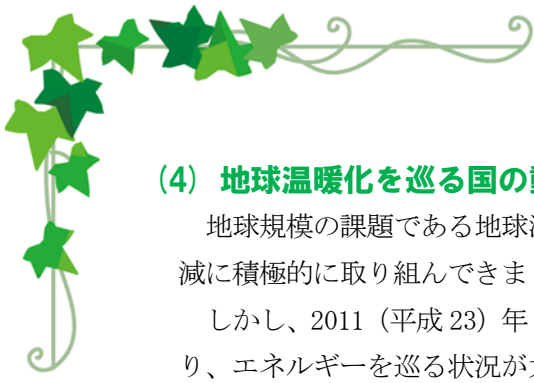 (4) 地球温暖化を巡る国の
地球規模の課題である地球
減に積極的に取り組んできま
しかし、2011（平成 23）年
り、エネルギーを巡る状況が